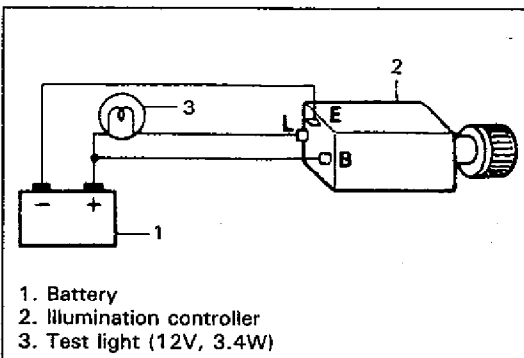 2
3
E
L
B
- +
1
1. Battery
2. Illumination controller
3. Test light (12V, 3.4W)